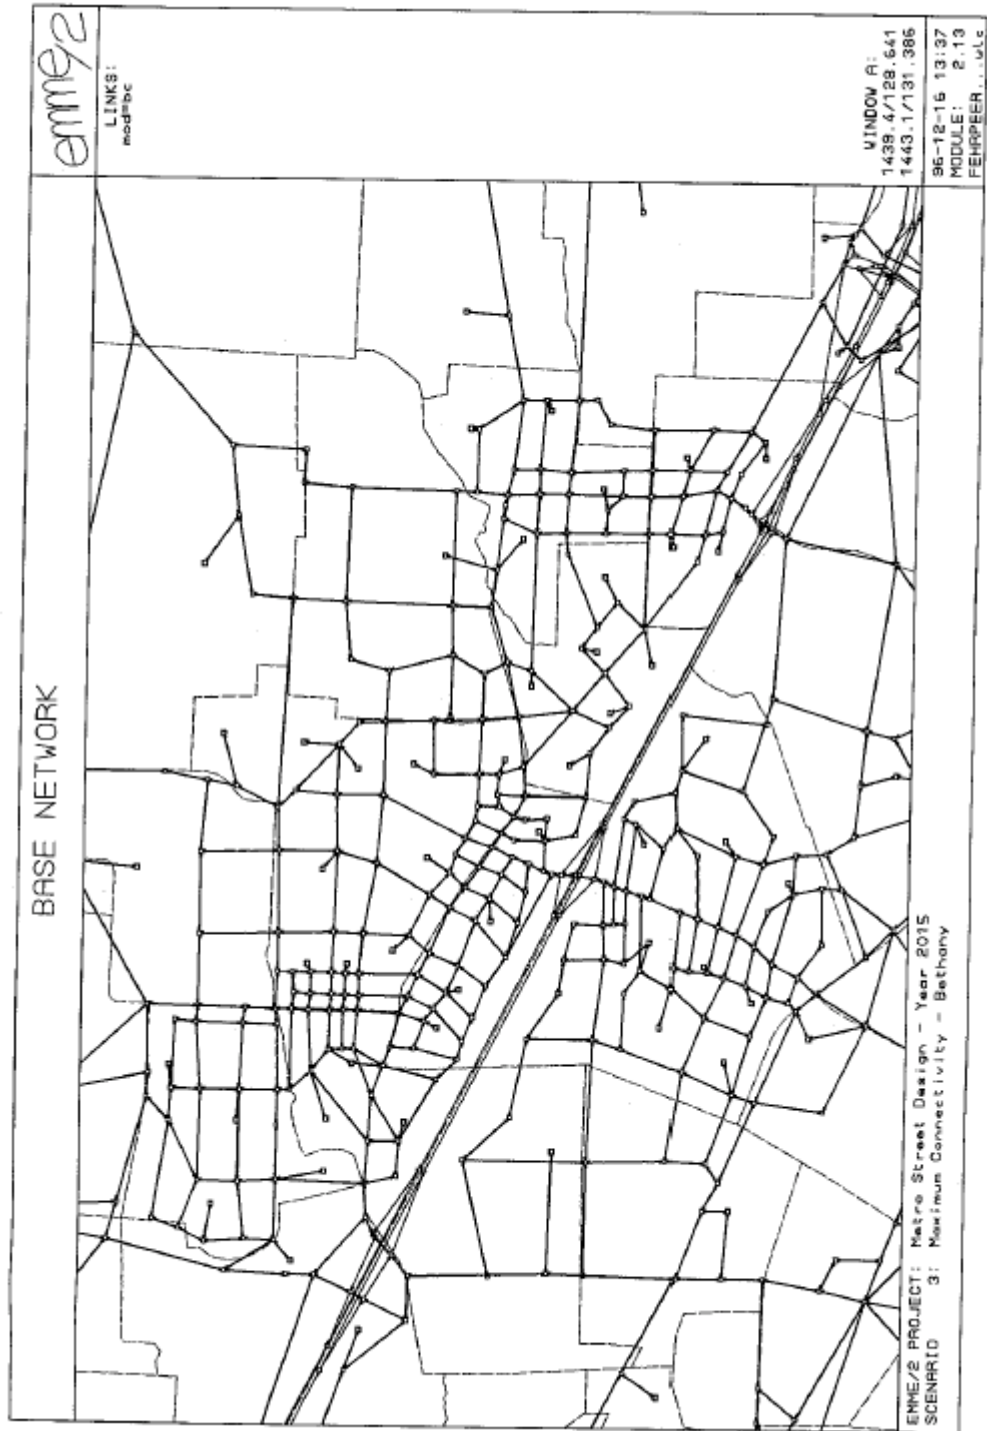 BASE NETWORK
emme/2
LINKS:
mod=bc
WINDOW A:
1439.4/128.641
1443.1/131.386
96-12-16 13:37
MODULE: 2.13
EMME/2 PROJECT: Metro Street Design - Year 2015
SCENARIO 3: Maximum Connectivity - Bethany